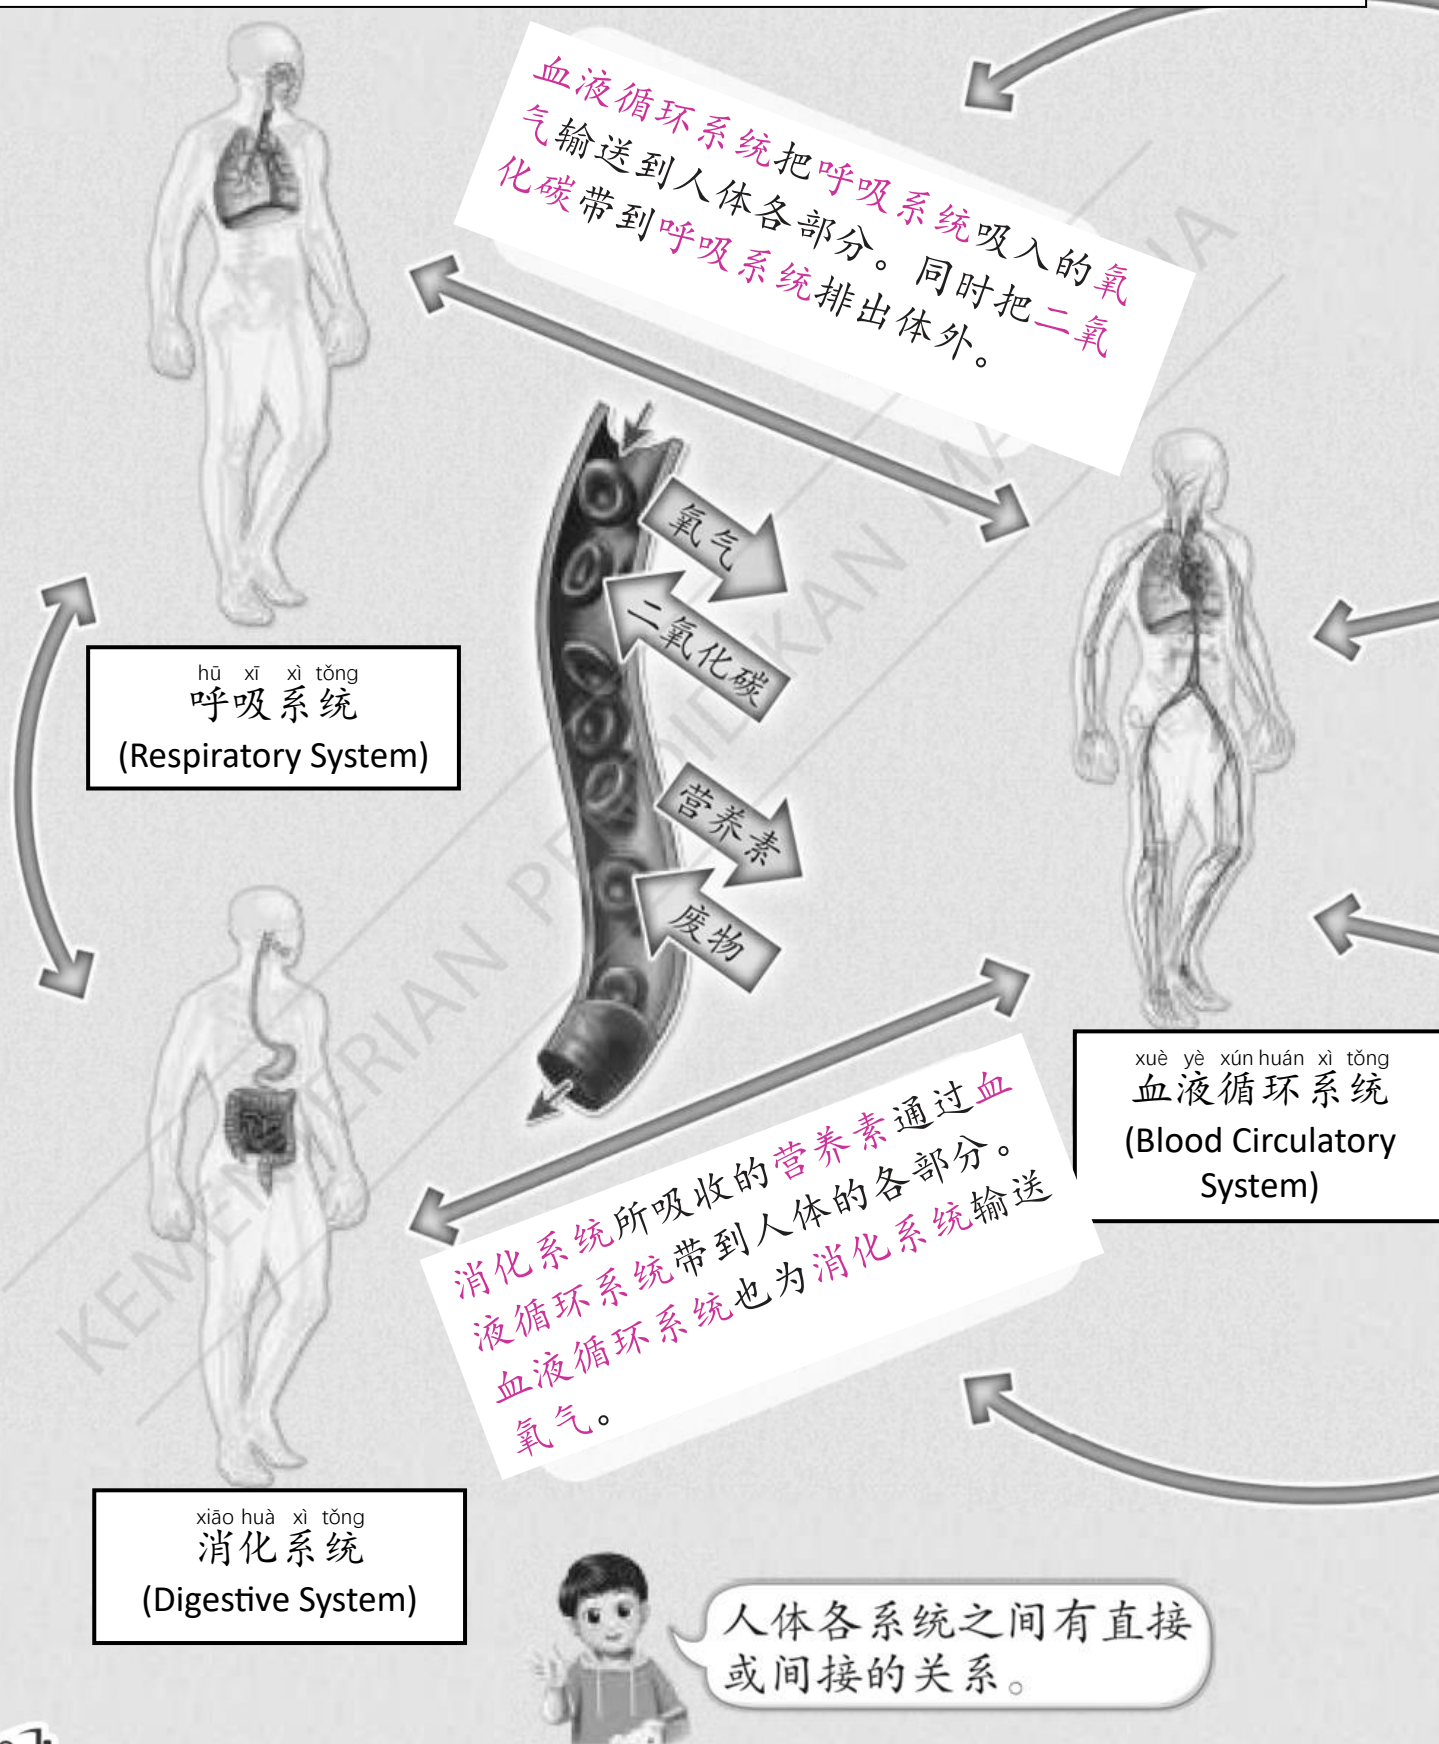 血液循环系统把呼吸系统吸入的氧
气输送到人体各部分。同时把二氧
化碳带到呼吸系统排出体外。
氧气
二氧化碳
营养素
废物
hū xī xì tǒng
呼吸系统
(Respiratory System)
xuè yè xún huán xì tǒng
血液循环系统
(Blood Circulatory
System)
消化系统所吸收的营养素通过血
液循环系统带到人体的各部分。
血液循环系统也为消化系统输送
氧气。
xiāo huà xì tǒng
消化系统
(Digestive System)
人体各系统之间有直接
或间接的关系。